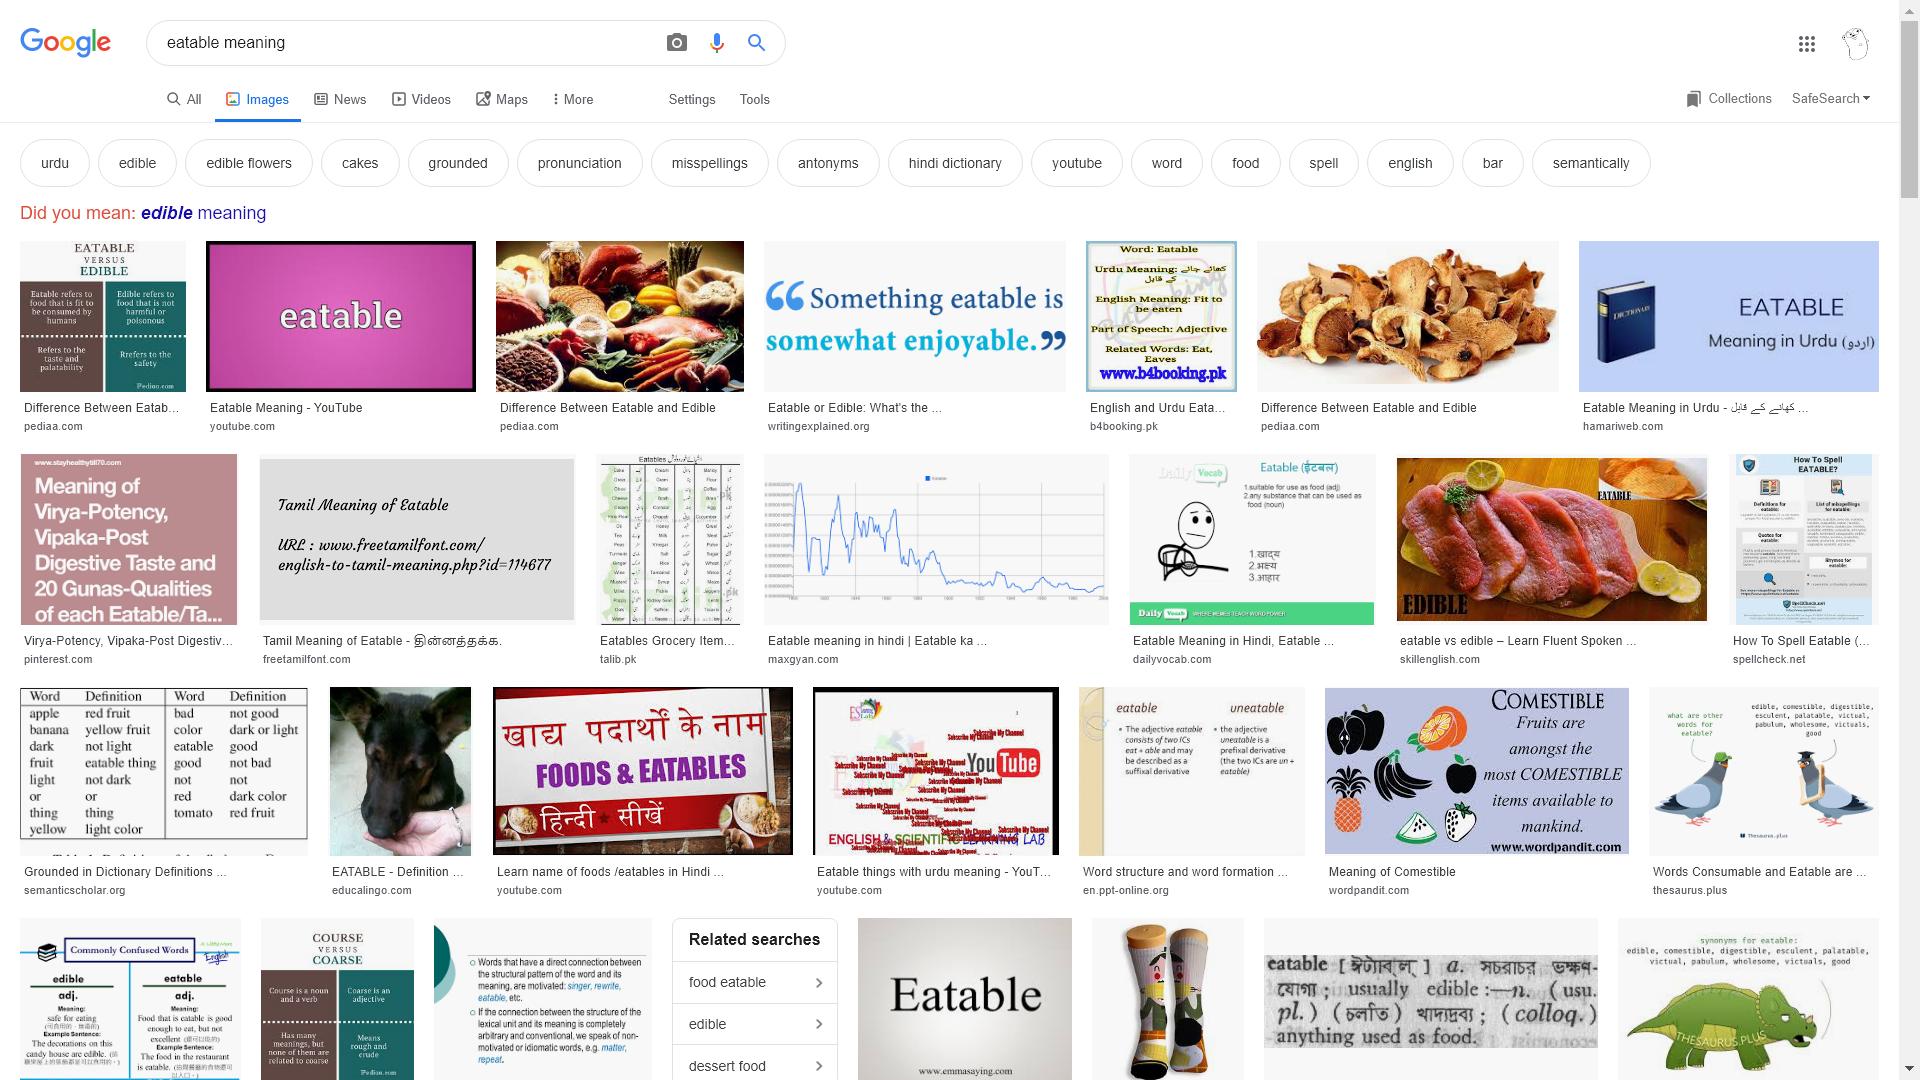 Google
eatable meaning
All
Images
News
Videos
Maps
More
Settings
Tools
Collections
SafeSearch
urdu
edible
edible flowers
cakes
grounded
pronunciation
misspellings
antonyms
hindi dictionary
youtube
word
food
spell
english
bar
semantically
Did you mean: edible meaning
EATABLE
VERSUS
EDIBLE
Eatable refers to
food that is fit to
be consumed by
humans
Edible refers to
food that is not
harmful or
poisonous
Refers to the
taste and
palatability
Rrefers to the
safety
Pediaa.com
Difference Between Eatab...
pediaa.com
eatable
Eatable Meaning - YouTube
youtube.com
Difference Between Eatable and Edible
pediaa.com
“Something eatable is
somewhat enjoyable.”
Eatable or Edible: What's the ...
writingexplained.org
Word: Eatable
Urdu Meaning: کھائے جانے
کے قابل
English Meaning: Fit to
be eaten
Part of Speech: Adjective
Related Words: Eat,
Eaves
www.b4booking.pk
English and Urdu Eata...
b4booking.pk
Difference Between Eatable and Edible
pediaa.com
DICTIONARY
EATABLE
Meaning in Urdu (اردو)
Eatable Meaning in Urdu - کھانے کے قابل ...
hamariweb.com
www.stayhealthytill70.com
Meaning of
Virya-Potency,
Vipaka-Post
Digestive Taste and
20 Gunas-Qualities
of each Eatable/Ta...
Virya-Potency, Vipaka-Post Digestiv...
pinterest.com
Tamil Meaning of Eatable
URL : www.freetamilfont.com/
english-to-tamil-meaning.php?id=114677
Tamil Meaning of Eatable - இன்னத்தக்க.
freetamilfont.com
Eatables
Eatables Grocery Item...
talib.pk
Eatable meaning in hindi | Eatable ka ...
maxgyan.com
Daily Vocab
Eatable (ईटबल)
1.suitable for use as food (adj)
2.any substance that can be used as
food (noun)
1.खाद्य
2.भक्ष्य
3.आहार
Daily Vocab WHERE MEMES TEACH WORD POWER
Eatable Meaning in Hindi, Eatable ...
dailyvocab.com
EATABLE
EDIBLE
eatable vs edible – Learn Fluent Spoken ...
skillenglish.com
How To Spell
EATABLE?
Definitions for
eatable:
List of misspellings
for eatable:
Quotes for
eatable:
Rhymes for
eatable:
SpellCheck.net
How To Spell Eatable (...
spellcheck.net
Word Definition Word Definition
apple red fruit bad not good
banana yellow fruit color dark or light
dark not light eatable good
fruit eatable thing good not bad
light not dark not not
or or red dark color
thing thing tomato red fruit
yellow light color
Grounded in Dictionary Definitions ...
semanticscholar.org
EATABLE - Definition ...
educalingo.com
खाद्य पदार्थों के नाम
FOODS & EATABLES
हिन्दी सीखें
Learn name of foods /eatables in Hindi ...
youtube.com
Subscribe My Channel
YouTube
ENGLISH & SCIENTIFIC LEARNING LAB
Eatable things with urdu meaning - YouT...
youtube.com
eatable
uneatable
The adjective eatable
consists of two ICs
eat + able and may
be described as a
suffixal derivative
the adjective
uneatable is a
prefixal derivative
(the two ICs are un +
eatable)
Word structure and word formation ...
en.ppt-online.org
COMESTIBLE
Fruits are
amongst the
most COMESTIBLE
items available to
mankind.
www.wordpandit.com
Meaning of Comestible
wordpandit.com
what are other
words for
eatable?
edible, comestible, digestible,
esculent, palatable, victual,
pabulum, wholesome, victuals,
good
Thesaurus.plus
Words Consumable and Eatable are ...
thesaurus.plus
Commonly Confused Words
English
edible
adj.
Meaning:
safe for eating
Example Sentence:
The decorations on this
candy house are edible.
eatable
adj.
Meaning:
Food that is eatable is good
enough to eat, but not
excellent
Example Sentence:
The food in the restaurant
is eatable.
COURSE
VERSUS
COARSE
Course is a noun
and a verb
Coarse is an
adjective
Has many
meanings, but
none of them are
related to coarse
Means
rough and
crude
Pediaa.com
Words that have a direct connection between
the structural pattern of the word and its
meaning, are motivated: singer, rewrite,
eatable, etc.
If the connection between the structure of the
lexical unit and its meaning is completely
arbitrary and conventional, we speak of non-
motivated or idiomatic words, e.g. matter,
repeat.
Related searches
food eatable
edible
dessert food
Eatable
www.emmasaying.com
eatable [ ঈট্যাব্‌ল্ ] a. সচরাচর ভক্ষণ-
যোগ্য ; usually edible :—n. ( usu.
pl. ) ( চলতি ) খাদ্যদ্রব্য ; ( colloq. )
anything used as food.
synonyms for eatable:
edible, comestible, digestible, esculent, palatable,
victual, pabulum, wholesome, victuals, good
THESAURUS.PLUS